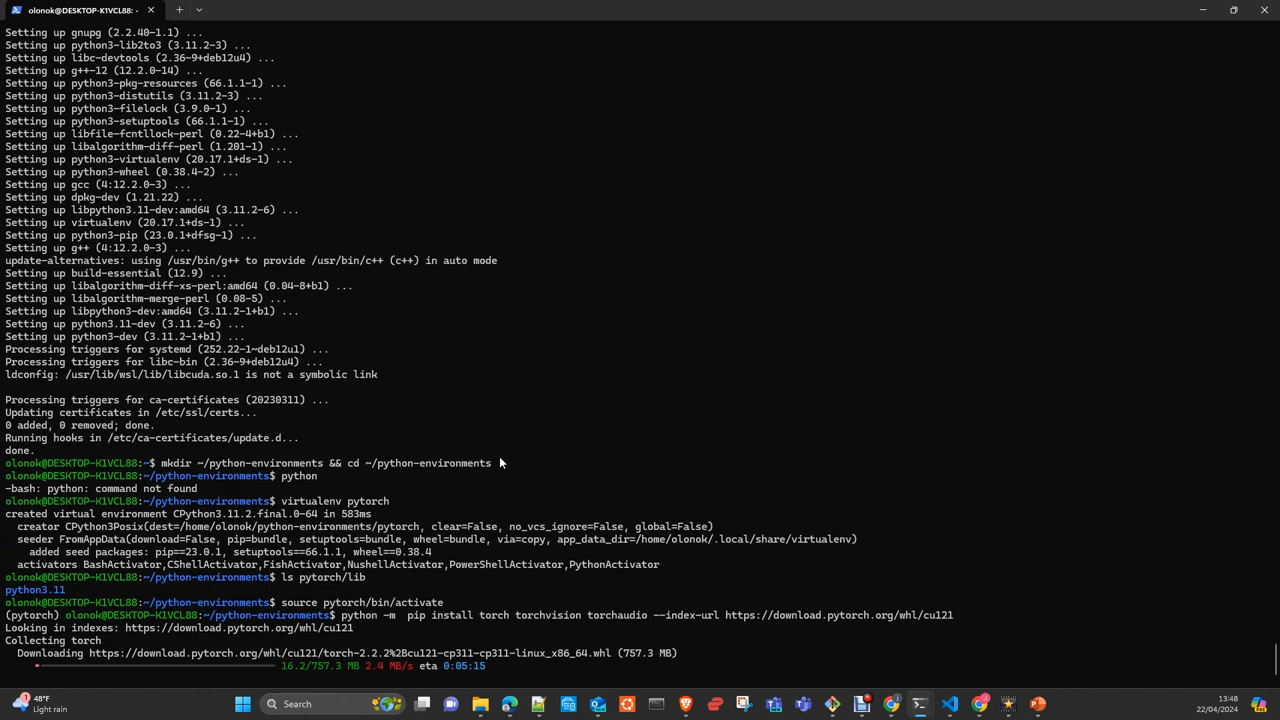 olonok@DESKTOP-K1VCL88: ~
Setting up gnupg (2.2.40-1.1) ...
Setting up python3-lib2to3 (3.11.2-3) ...
Setting up libc-devtools (2.36-9+deb12u4) ...
Setting up g++-12 (12.2.0-14) ...
Setting up python3-pkg-resources (66.1.1-1) ...
Setting up python3-distutils (3.11.2-3) ...
Setting up python3-filelock (3.9.0-1) ...
Setting up python3-setuptools (66.1.1-1) ...
Setting up libfile-fcntllock-perl (0.22-4+b1) ...
Setting up libalgorithm-diff-perl (1.201-1) ...
Setting up python3-virtualenv (20.17.1+ds-1) ...
Setting up python3-wheel (0.38.4-2) ...
Setting up gcc (4:12.2.0-3) ...
Setting up dpkg-dev (1.21.22) ...
Setting up libpython3.11-dev:amd64 (3.11.2-6) ...
Setting up virtualenv (20.17.1+ds-1) ...
Setting up python3-pip (23.0.1+dfsg-1) ...
Setting up g++ (4:12.2.0-3) ...
update-alternatives: using /usr/bin/g++ to provide /usr/bin/c++ (c++) in auto mode
Setting up build-essential (12.9) ...
Setting up libalgorithm-diff-xs-perl:amd64 (0.04-8+b1) ...
Setting up libalgorithm-merge-perl (0.08-5) ...
Setting up libpython3-dev:amd64 (3.11.2-1+b1) ...
Setting up python3.11-dev (3.11.2-6) ...
Setting up python3-dev (3.11.2-1+b1) ...
Processing triggers for systemd (252.22-1~deb12u1) ...
Processing triggers for libc-bin (2.36-9+deb12u4) ...
ldconfig: /usr/lib/wsl/lib/libcuda.so.1 is not a symbolic link
Processing triggers for ca-certificates (20230311) ...
Updating certificates in /etc/ssl/certs...
0 added, 0 removed; done.
Running hooks in /etc/ca-certificates/update.d...
done.
olonok@DESKTOP-K1VCL88:~$ mkdir ~/python-environments && cd ~/python-environments
olonok@DESKTOP-K1VCL88:~/python-environments$ python
-bash: python: command not found
olonok@DESKTOP-K1VCL88:~/python-environments$ virtualenv pytorch
created virtual environment CPython3.11.2.final.0-64 in 583ms
creator CPython3Posix(dest=/home/olonok/python-environments/pytorch, clear=False, no_vcs_ignore=False, global=False)
seeder FromAppData(download=False, pip=bundle, setuptools=bundle, wheel=bundle, via=copy, app_data_dir=/home/olonok/.local/share/virtualenv)
added seed packages: pip==23.0.1, setuptools==66.1.1, wheel==0.38.4
activators BashActivator,CShellActivator,FishActivator,NushellActivator,PowerShellActivator,PythonActivator
olonok@DESKTOP-K1VCL88:~/python-environments$ ls pytorch/lib
python3.11
olonok@DESKTOP-K1VCL88:~/python-environments$ source pytorch/bin/activate
(pytorch) olonok@DESKTOP-K1VCL88:~/python-environments$ python -m  pip install torch torchvision torchaudio --index-url https://download.pytorch.org/whl/cu121
Looking in indexes: https://download.pytorch.org/whl/cu121
Collecting torch
Downloading https://download.pytorch.org/whl/cu121/torch-2.2.2%2Bcu121-cp311-cp311-linux_x86_64.whl (757.3 MB)
16.2/757.3 MB 2.4 MB/s eta 0:05:15
48°F
Light rain
Search
13:48
22/04/2024